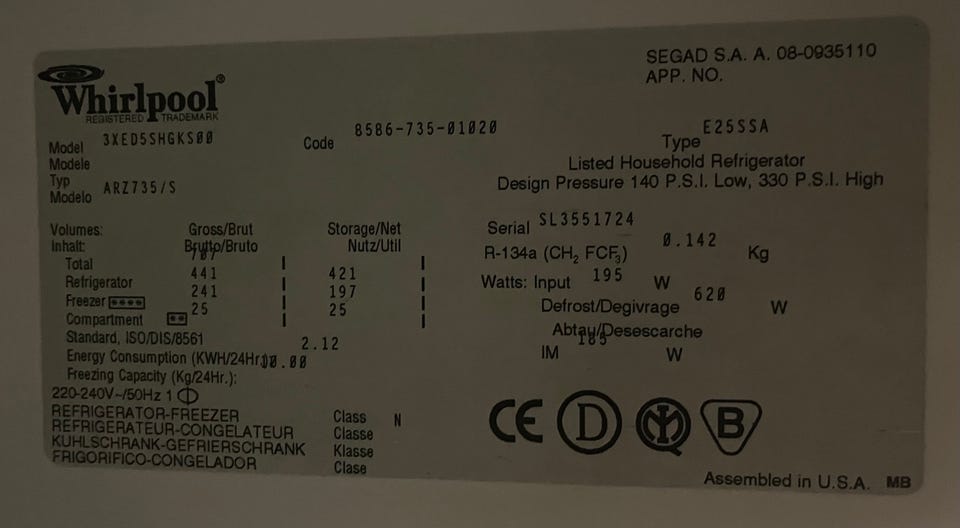 SEGAD S.A. A. 08-0935110
APP. NO.
Whirlpool®
REGISTERED TRADEMARK
Model 3XED5SHGKS00
Modele
Code 8586-735-01020
Type E25SSA
Listed Household Refrigerator
Design Pressure 140 P.S.I. Low, 330 P.S.I. High
Typ
Modelo ARZ735/S
Volumes: Gross/Brut Storage/Net
Inhalt: Brutto/Bruto Nutz/Util
Total 707
Refrigerator 441 421
Freezer 241 197
Compartment 25 25
Standard, ISO/DIS/8561
Energy Consumption (KWH/24Hr.): 2.12
Freezing Capacity (Kg/24Hr.): 10.00
220-240V~/50Hz 1
REFRIGERATOR-FREEZER Class N
REFRIGERATEUR-CONGELATEUR Classe
KUHLSCHRANK-GEFRIERSCHRANK Klasse
FRIGORIFICO-CONGELADOR Clase
Serial SL3551724
R-134a (CH₂ FCF₃) 0.142 Kg
Watts: Input 195 W
Defrost/Degivrage 620 W
Abtau/Desescarche
IM 185 W
CE D B
Assembled in U.S.A. MB